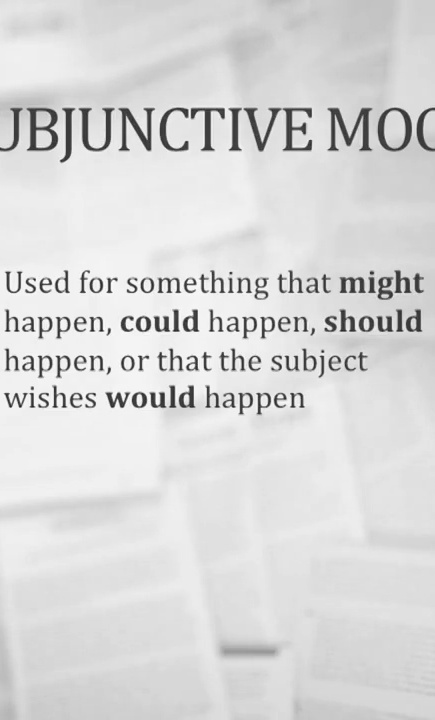 UBJUNCTIVE MOO
Used for something that might
happen, could happen, should
happen, or that the subject
wishes would happen